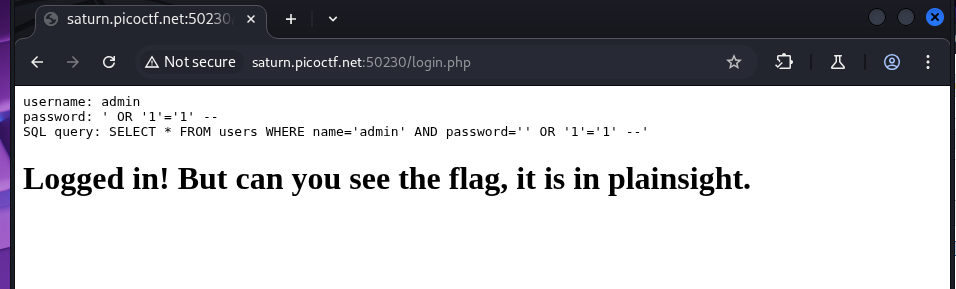 saturn.picoctf.net:50230
Not secure saturn.picoctf.net:50230/login.php
username: admin
password: ' OR '1'='1' --
SQL query: SELECT * FROM users WHERE name='admin' AND password='' OR '1'='1' --'
Logged in! But can you see the flag, it is in plainsight.